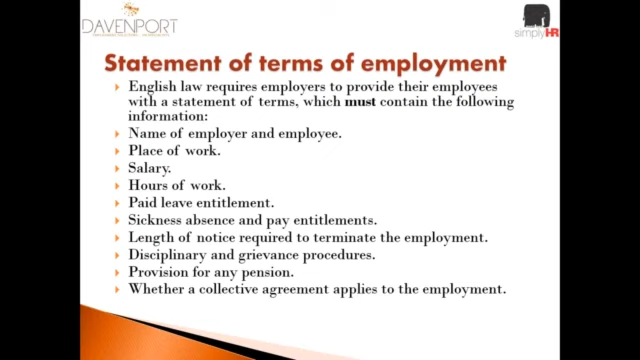 DAVENPORT
simplyHR
Statement of terms of employment
English law requires employers to provide their employees
with a statement of terms, which must contain the following
information:
Name of employer and employee.
Place of work.
Salary.
Hours of work.
Paid leave entitlement.
Sickness absence and pay entitlements.
Length of notice required to terminate the employment.
Disciplinary and grievance procedures.
Provision for any pension.
Whether a collective agreement applies to the employment.